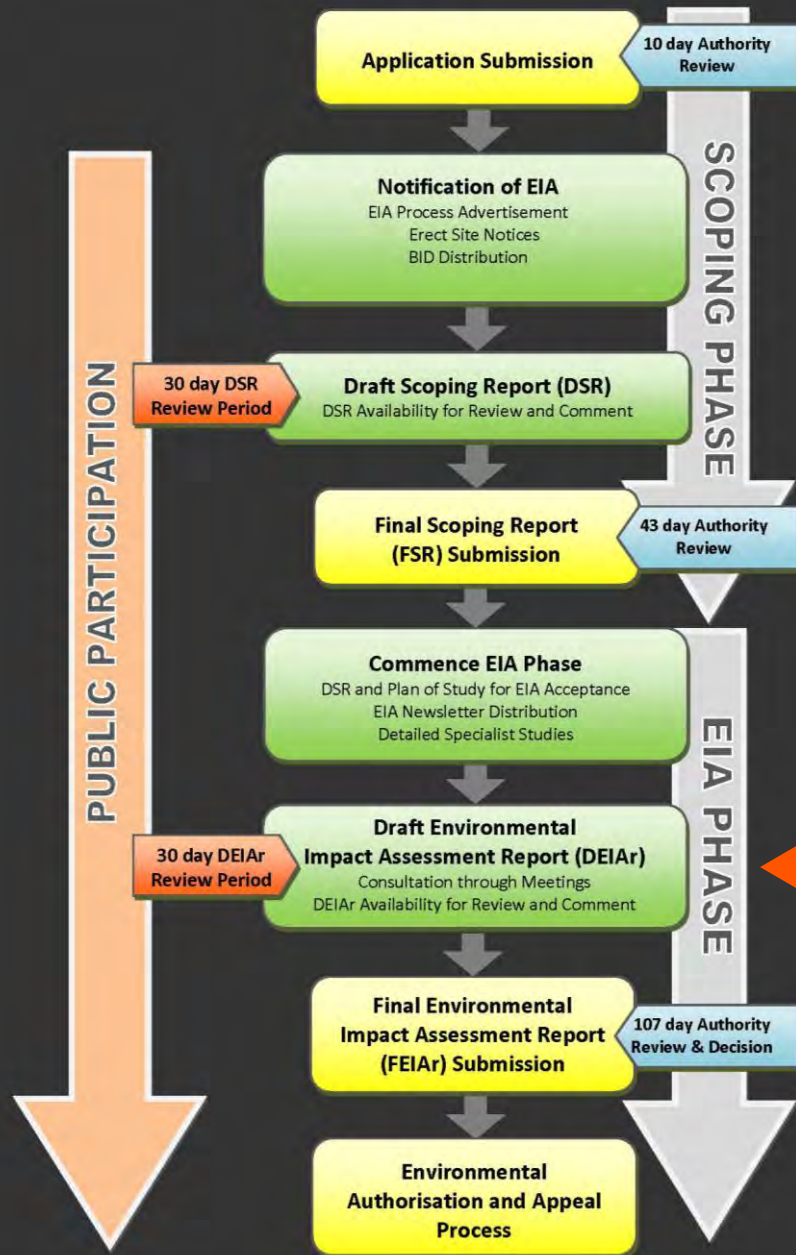 Application Submission
10 day Authority
Review
Notification of EIA
EIA Process Advertisement
Erect Site Notices
BID Distribution
SCOPING PHASE
PUBLIC PARTICIPATION
30 day DSR
Review Period
Draft Scoping Report (DSR)
DSR Availability for Review and Comment
Final Scoping Report
(FSR) Submission
43 day Authority
Review
Commence EIA Phase
DSR and Plan of Study for EIA Acceptance
EIA Newsletter Distribution
Detailed Specialist Studies
EIA PHASE
30 day DEIAr
Review Period
Draft Environmental
Impact Assessment Report (DEIAr)
Consultation through Meetings
DEIAr Availability for Review and Comment
Final Environmental
Impact Assessment Report
(FEIAr) Submission
107 day Authority
Review & Decision
Environmental
Authorisation and Appeal
Process